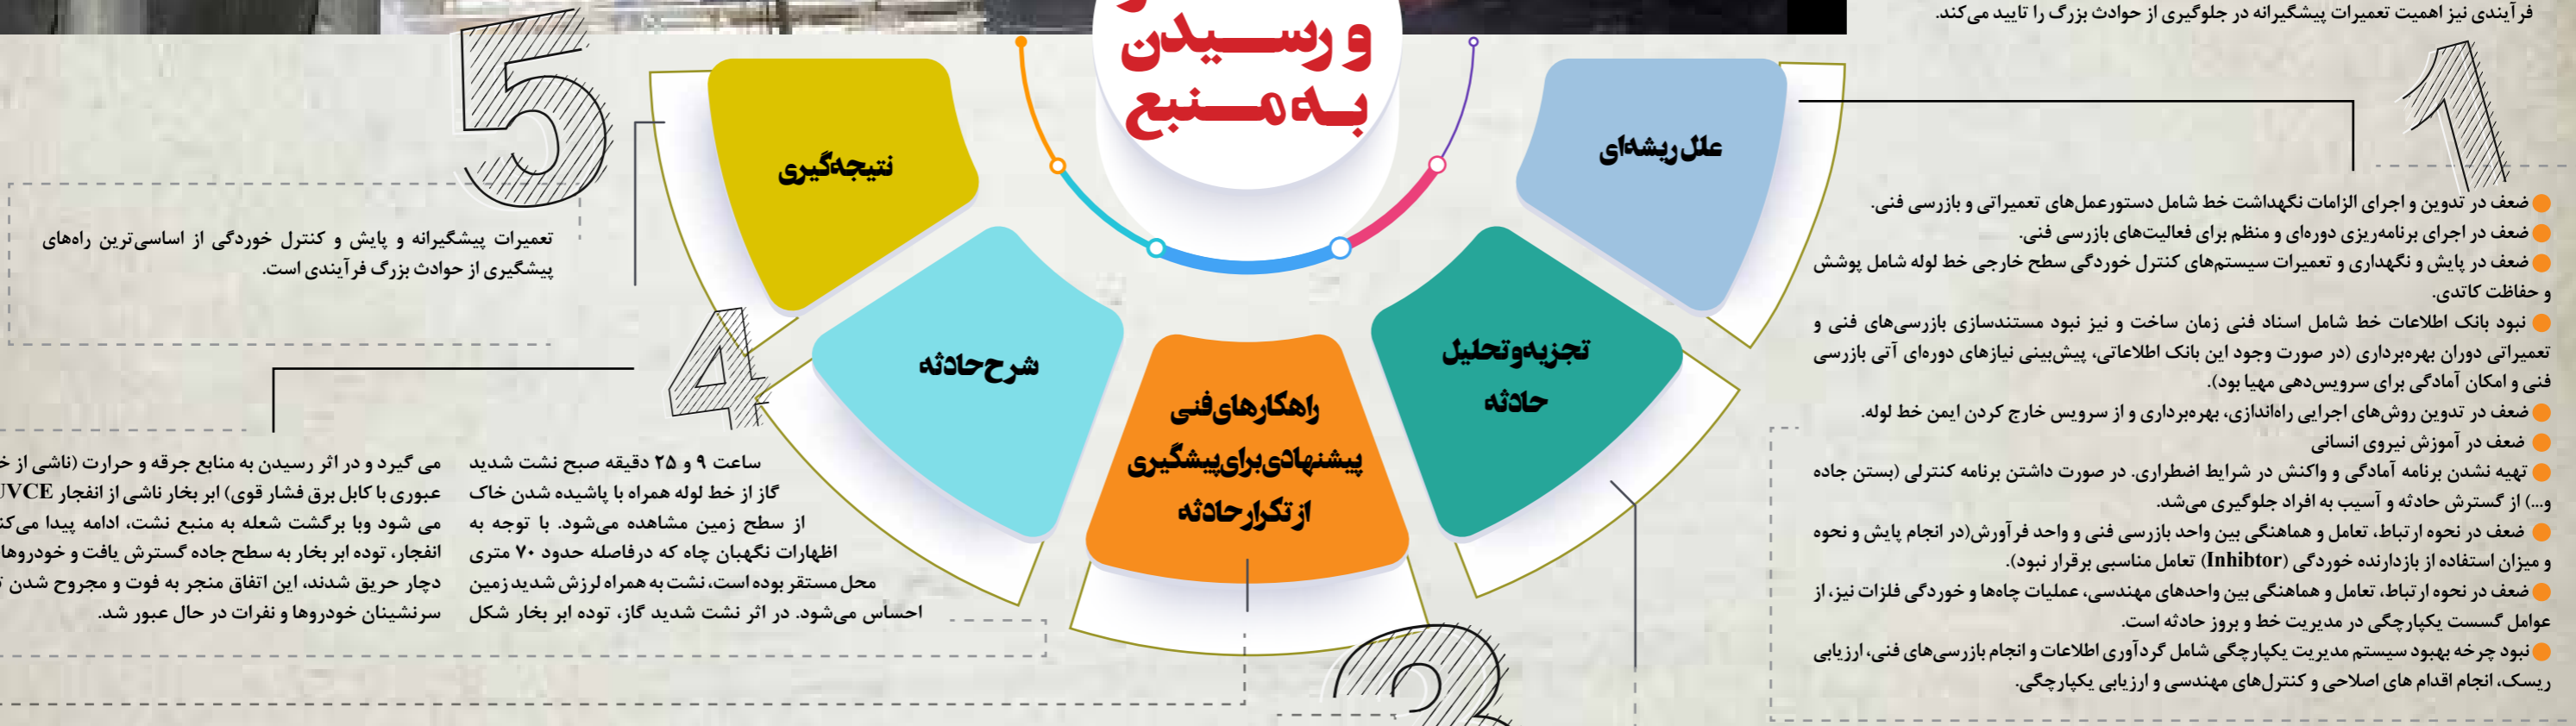 فرآیندی نیز اهمیت تعمیرات پیشگیرانه در جلوگیری از حوادث بزرگ را تایید می‌کند.
و رسیدن
به منبع
1
علل ریشه‌ای
ضعف در تدوین و اجرای الزامات نگهداشت خط شامل دستورعمل‌های تعمیراتی و بازرسی فنی.
ضعف در اجرای برنامه‌ریزی دوره‌ای و منظم برای فعالیت‌های بازرسی فنی.
ضعف در پایش و نگهداری و تعمیرات سیستم‌های کنترل خوردگی سطح خارجی خط لوله شامل پوشش
و حفاظت کاتدی.
نبود بانک اطلاعات خط شامل اسناد فنی زمان ساخت و نیز نبود مستندسازی بازرسی‌های فنی و
تعمیراتی دوران بهره‌برداری (در صورت وجود این بانک اطلاعاتی، پیش‌بینی نیازهای دوره‌ای آتی بازرسی
فنی و امکان آمادگی برای سرویس‌دهی مهیا بود).
ضعف در تدوین روش‌های اجرایی راه‌اندازی، بهره‌برداری و از سرویس خارج کردن ایمن خط لوله.
ضعف در آموزش نیروی انسانی
تهیه نشدن برنامه آمادگی و واکنش در شرایط اضطراری. در صورت داشتن برنامه کنترلی (بستن جاده
و...) از گسترش حادثه و آسیب به افراد جلوگیری می‌شد.
ضعف در نحوه ارتباط، تعامل و هماهنگی بین واحد بازرسی فنی و واحد فرآورش(در انجام پایش و نحوه
و میزان استفاده از بازدارنده خوردگی (Inhibtor) تعامل مناسبی برقرار نبود).
ضعف در نحوه ارتباط، تعامل و هماهنگی بین واحدهای مهندسی، عملیات چاه‌ها و خوردگی فلزات نیز، از
عوامل گسست یکپارچگی در مدیریت خط و بروز حادثه است.
نبود چرخه بهبود سیستم مدیریت یکپارچگی شامل گردآوری اطلاعات و انجام بازرسی‌های فنی، ارزیابی
ریسک، انجام اقدام های اصلاحی و کنترل‌های مهندسی و ارزیابی یکپارچگی.
تجزیه‌وتحلیل
حادثه
راهکارهای‌فنی
پیشنهادی‌برای‌پیشگیری
از تکرار حادثه
شرح حادثه
4
ساعت ۹ و ۲۵ دقیقه صبح نشت شدید
گاز از خط لوله همراه با پاشیده شدن خاک
از سطح زمین مشاهده می‌شود. با توجه به
اظهارات نگهبان چاه که درفاصله حدود ۷۰ متری
محل مستقر بوده است، نشت به همراه لرزش شدید زمین
احساس می‌شود. در اثر نشت شدید گاز، توده ابر بخار شکل
می گیرد و در اثر رسیدن به منابع جرقه و حرارت (ناشی از
عبوری با کابل برق فشار قوی) ابر بخار ناشی از انفجار
می شود وبا برگشت شعله به منبع نشت، ادامه پیدا
انفجار، توده ابر بخار به سطح جاده گسترش یافت و
دچار حریق شدند، این اتفاق منجر به فوت و مجروح شدن
سرنشینان خودروها و نفرات در حال عبور شد.
نتیجه‌گیری
5
تعمیرات پیشگیرانه و پایش و کنترل خوردگی از اساسی‌ترین راه‌های
پیشگیری از حوادث بزرگ فرآیندی است.